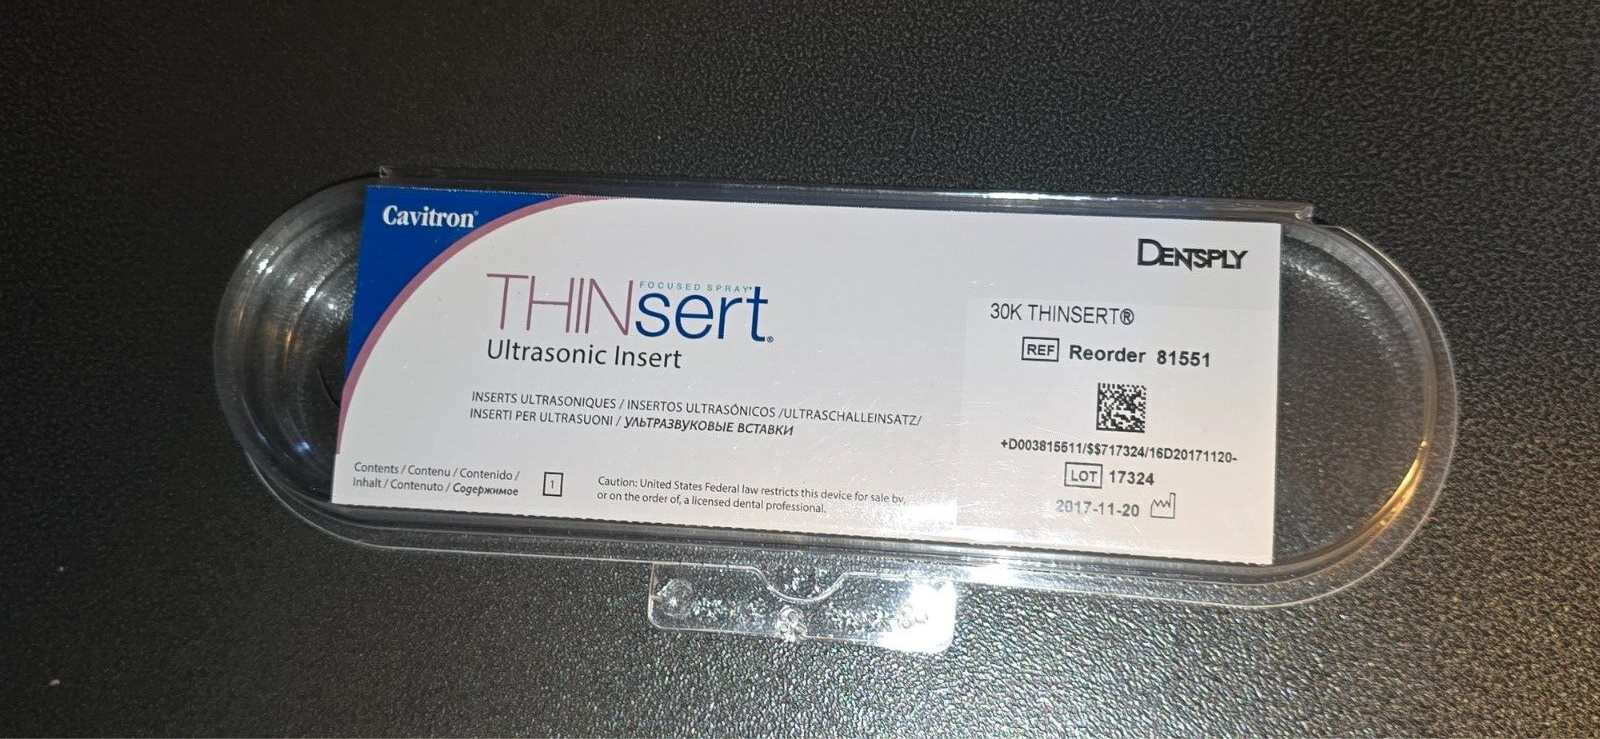 Cavitron®
DENTSPLY
FOCUSED SPRAY®
THINsert®
Ultrasonic Insert
INSERTS ULTRASONIQUES / INSERTOS ULTRASÓNICOS /ULTRASCHALLEINSATZ/
INSERTI PER ULTRASUONI / УЛЬТРАЗВУКОВЫЕ ВСТАВКИ
Contents / Contenu / Contenido /
Inhalt / Contenuto / Содержимое
1
Caution: United States Federal law restricts this device for sale by,
or on the order of, a licensed dental professional.
30K THINSERT®
REF Reorder 81551
+D003815511/$$717324/16D20171120-
LOT 17324
2017-11-20